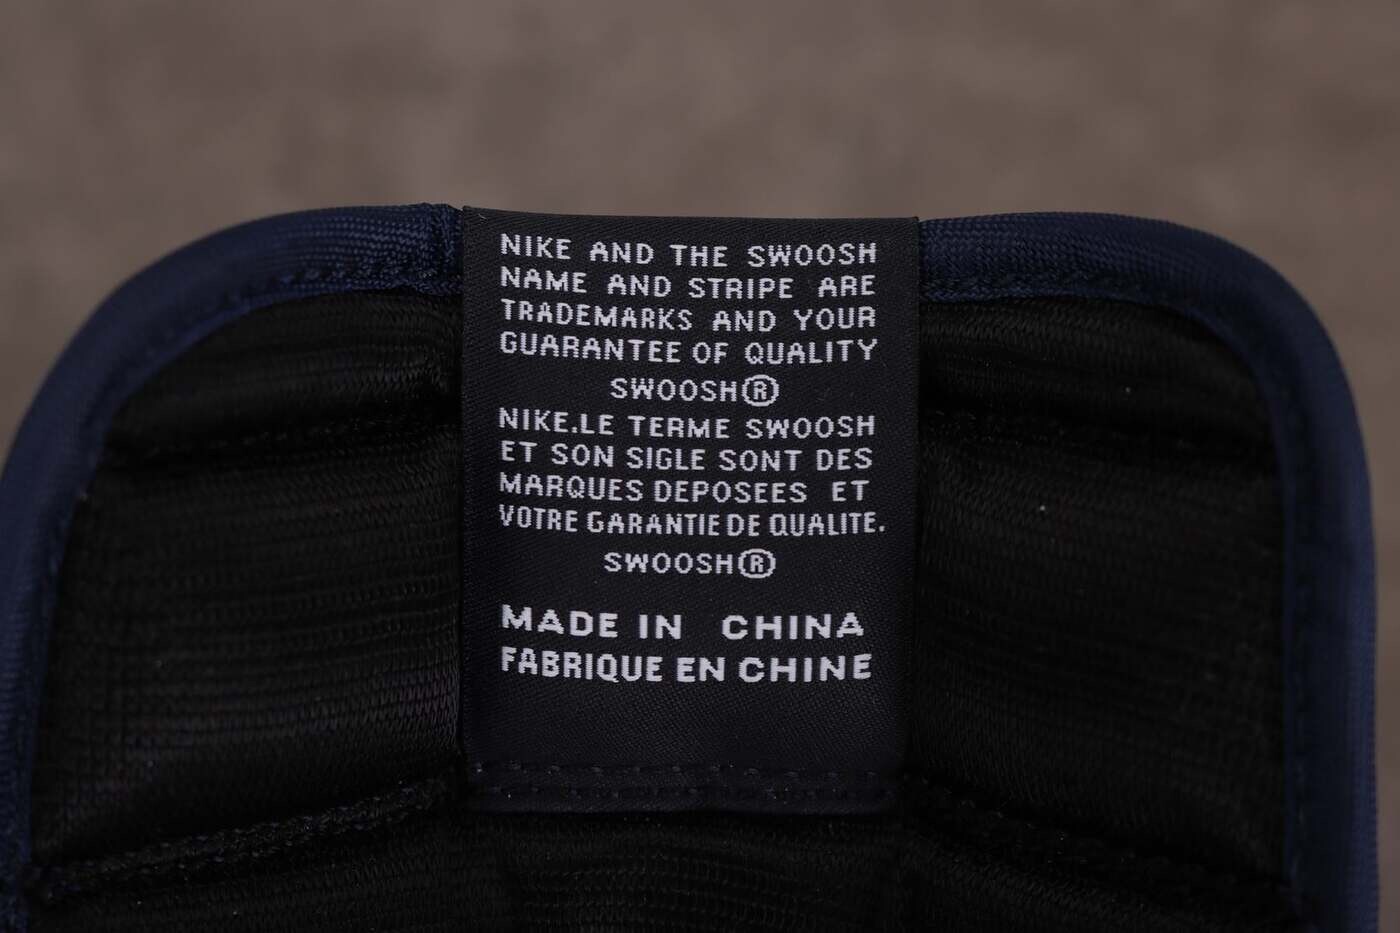 NIKE AND THE SWOOSH
NAME AND STRIPE ARE
TRADEMARKS AND YOUR
GUARANTEE OF QUALITY
SWOOSH®
NIKE.LE TERME SWOOSH
ET SON SIGLE SONT DES
MARQUES DEPOSEES ET
VOTRE GARANTIE DE QUALITE.
SWOOSH®
MADE IN CHINA
FABRIQUE EN CHINE